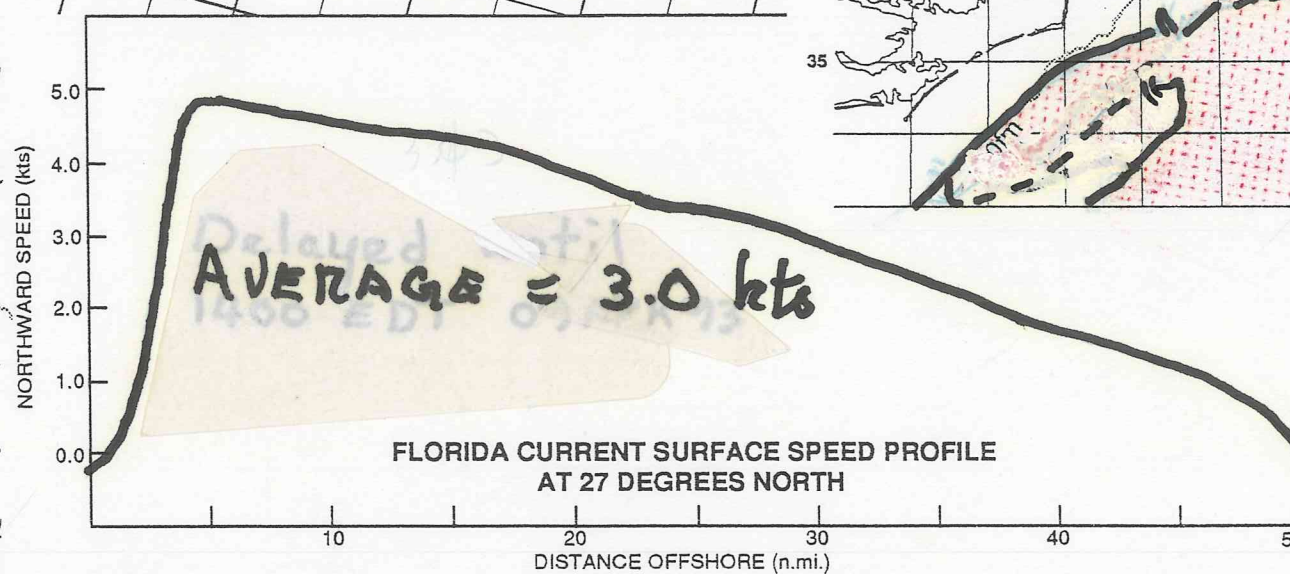 5.0
4.0
3.0
2.0
1.0
0.0
NORTHWARD SPEED (kts)
35
Delayed until
AVERAGE = 3.0 kts
1400 EDT
FLORIDA CURRENT SURFACE SPEED PROFILE
AT 27 DEGREES NORTH
10
20
30
40
DISTANCE OFFSHORE (n.mi.)